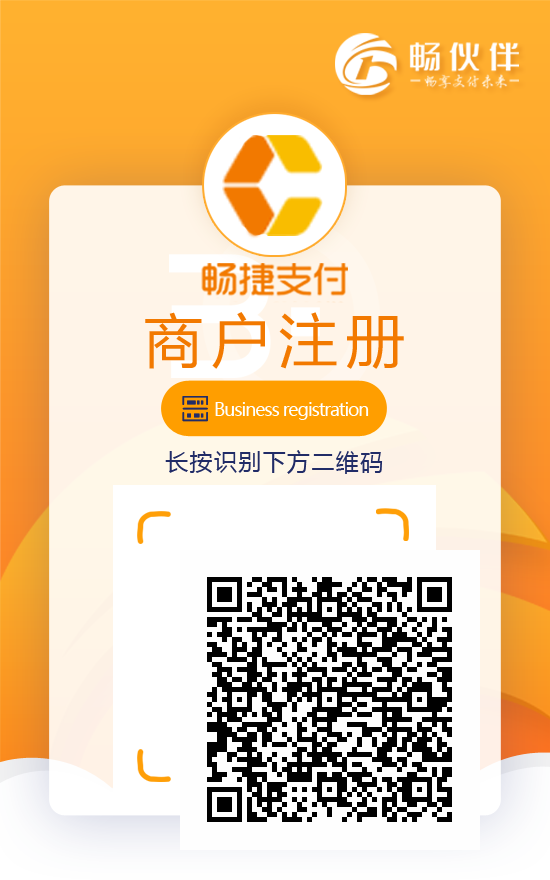 畅伙伴
畅享支付未来
畅捷支付
商户注册
Business registration
长按识别下方二维码